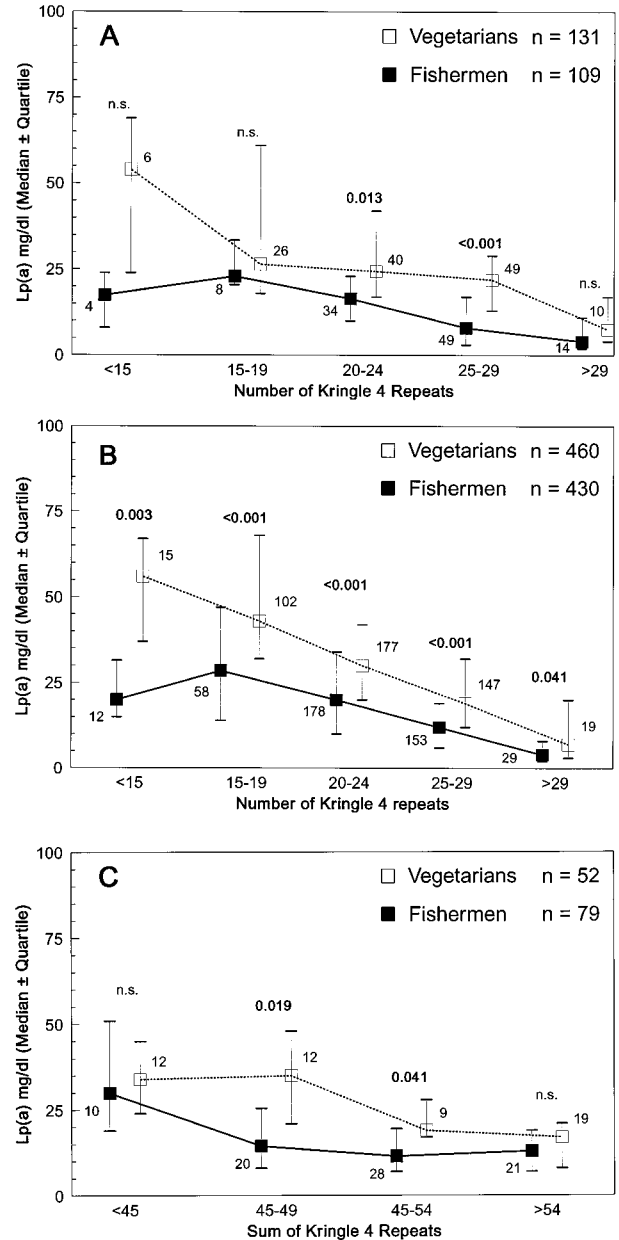 A
Vegetarians n = 131
Fishermen n = 109
Lp(a) mg/dl (Median ± Quartile)
100
75
50
25
0
n.s.
n.s.
0.013
<0.001
n.s.
6
26
40
49
10
4
8
34
49
14
<15 15-19 20-24 25-29 >29
Number of Kringle 4 Repeats
B
Vegetarians n = 460
Fishermen n = 430
Lp(a) mg/dl (Median ± Quartile)
100
75
50
25
0
0.003
<0.001
<0.001
<0.001
0.041
15
102
177
147
19
12
58
178
153
29
<15 15-19 20-24 25-29 >29
Number of Kringle 4 repeats
C
Vegetarians n = 52
Fishermen n = 79
Lp(a) mg/dl (Median ± Quartile)
100
75
50
25
0
n.s.
0.019
0.041
n.s.
12
12
9
19
10
20
28
21
<45 45-49 45-54 >54
Sum of Kringle 4 Repeats